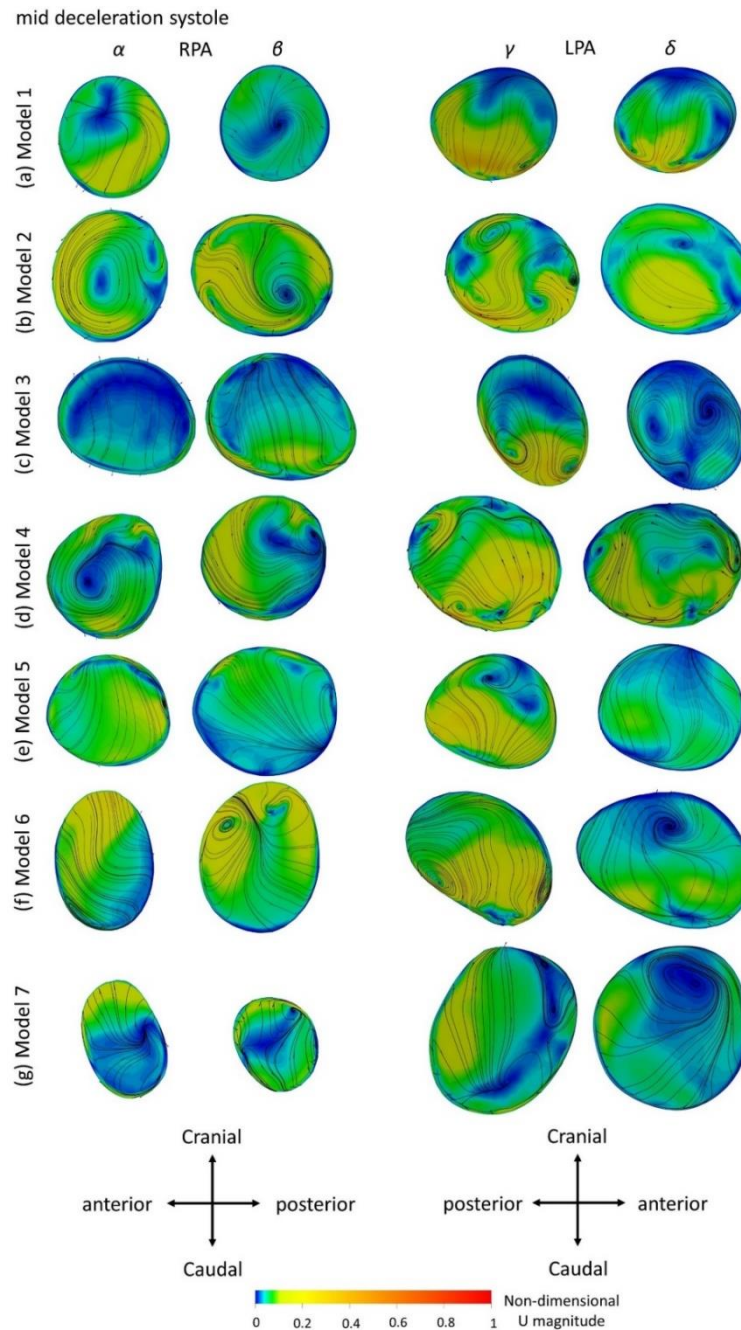 mid deceleration systole
α RPA β γ LPA δ
(a) Model 1
(b) Model 2
(c) Model 3
(d) Model 4
(e) Model 5
(f) Model 6
(g) Model 7
Cranial Cranial
anterior posterior posterior anterior
Caudal Caudal
0 0.2 0.4 0.6 0.8 1
Non-dimensional
U magnitude